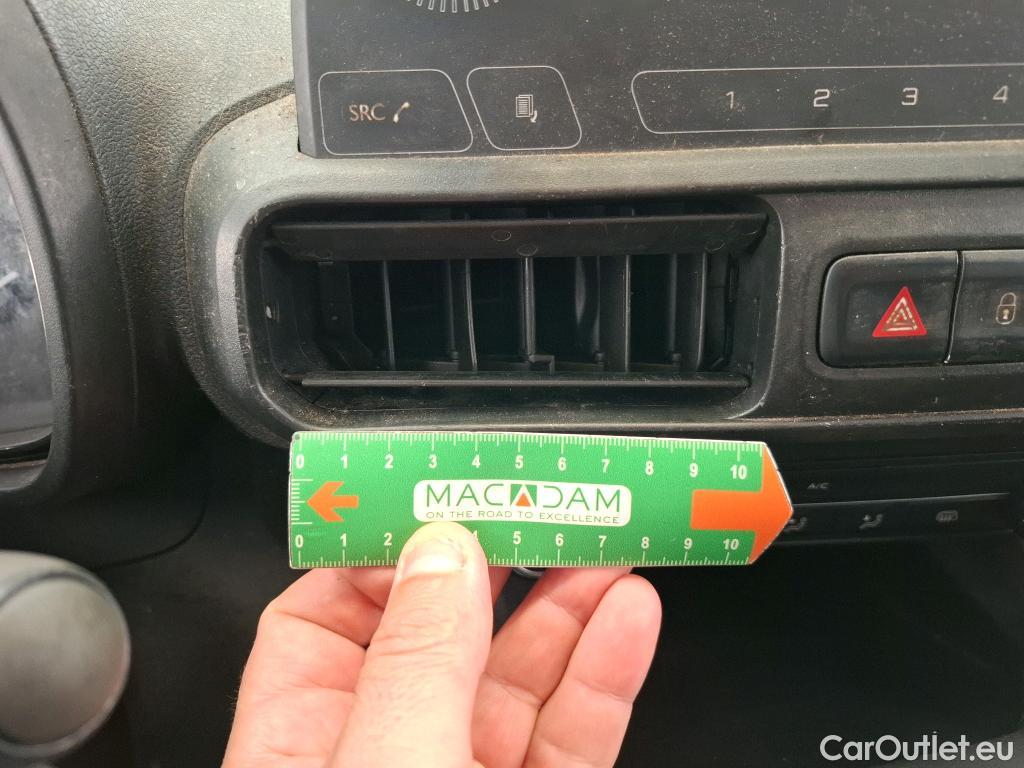 SRC
1 2 3 4
0 1 2 3 4 5 6 7 8 9 10
MACADAM
ON THE ROAD TO EXCELLENCE
0 1 2 4 5 6 7 8 9 10
A/C
CarOutlet.eu